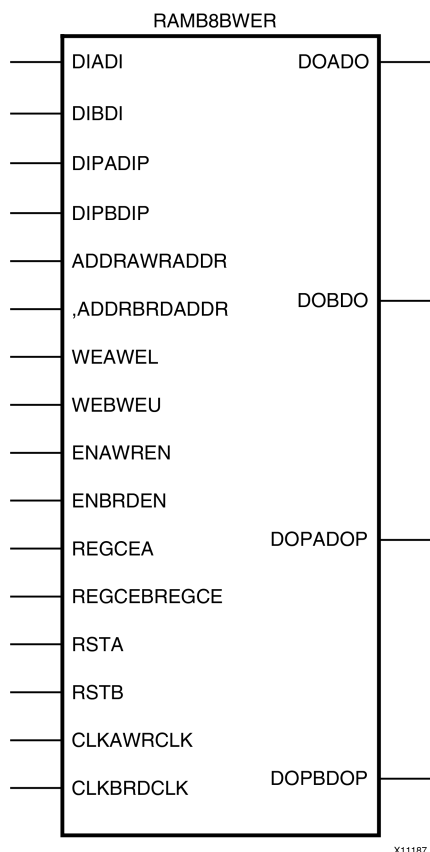 RAMB8BWER
DIADI DOADO
DIBDI
DIPADIP
DIPBDIP
ADDRAWRADDR
,ADDRBRDADDR DOBDO
WEAWEL
WEBWEU
ENAWREN
ENBRDEN
REGCEA DOPADOP
REGCEBREGCE
RSTA
RSTB
CLKAWRCLK
CLKBRDCLK DOPBDOP
X11187